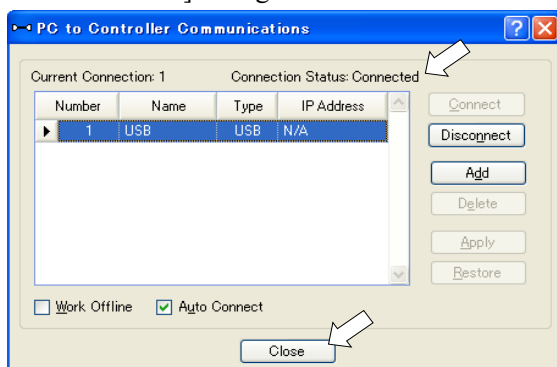 PC to Controller Communications
Current Connection: 1 Connection Status: Connected
Number Name Type IP Address
1 USB USB N/A
Connect
Disconnect
Add
Delete
Apply
Restore
Work Offline Auto Connect
Close